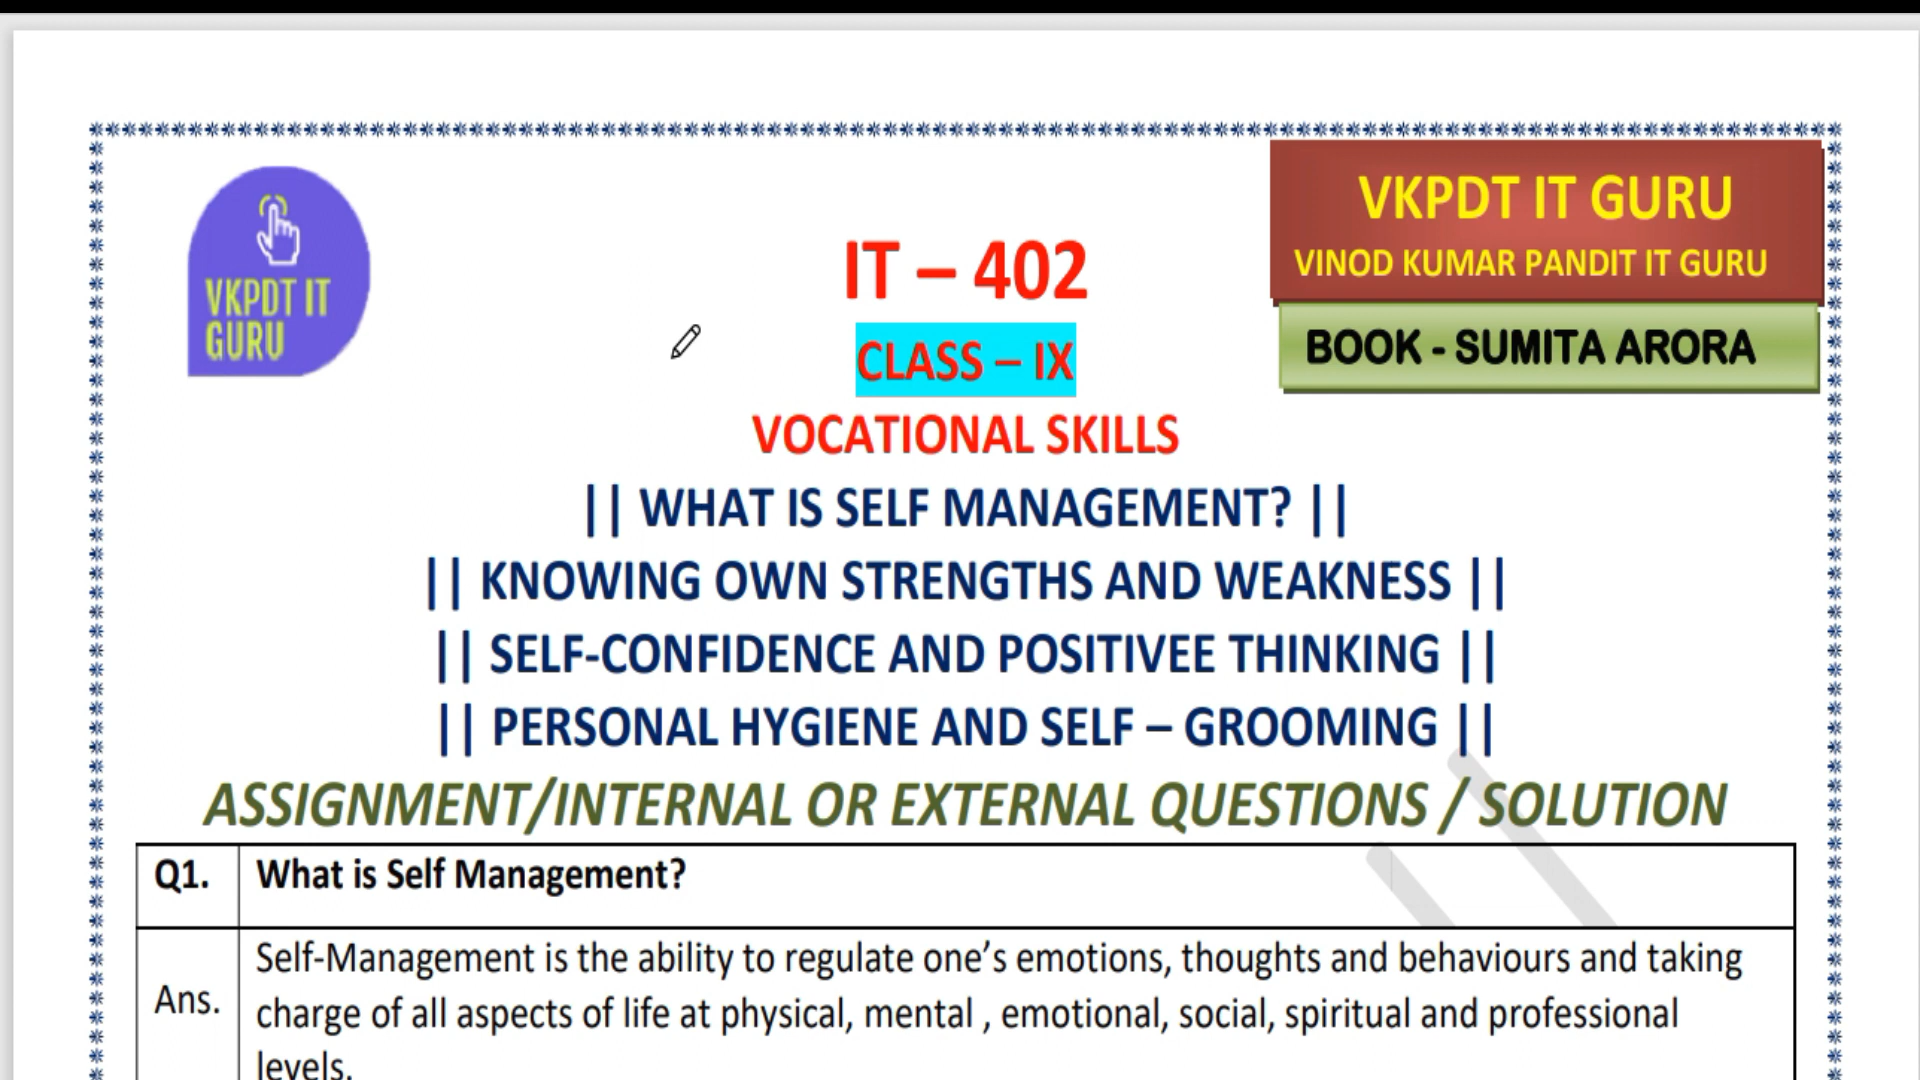 VKPDT IT
GURU
VKPDT IT GURU
VINOD KUMAR PANDIT IT GURU
BOOK - SUMITA ARORA
IT – 402
CLASS – IX
VOCATIONAL SKILLS
|| WHAT IS SELF MANAGEMENT? ||
|| KNOWING OWN STRENGTHS AND WEAKNESS ||
|| SELF-CONFIDENCE AND POSITIVEE THINKING ||
|| PERSONAL HYGIENE AND SELF – GROOMING ||
ASSIGNMENT/INTERNAL OR EXTERNAL QUESTIONS / SOLUTION
Q1. What is Self Management?
Self-Management is the ability to regulate one’s emotions, thoughts and behaviours and taking
Ans. charge of all aspects of life at physical, mental , emotional, social, spiritual and professional
levels.